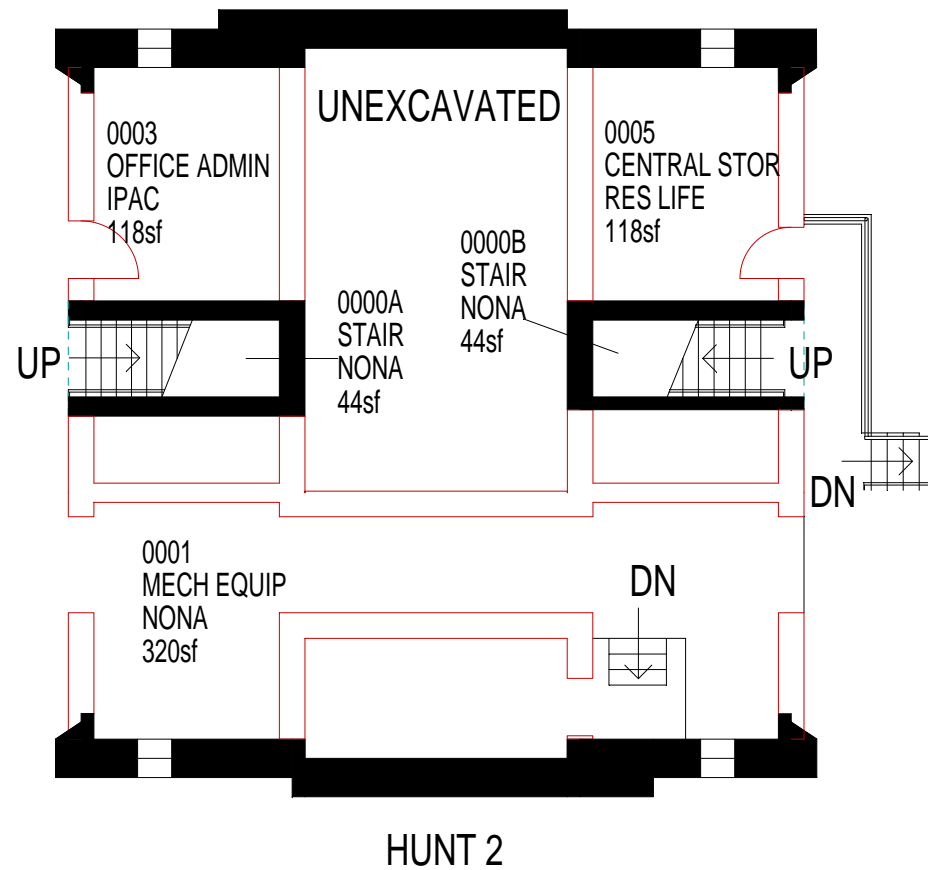 UNEXCAVATED
0003
OFFICE ADMIN
IPAC
118sf
0005
CENTRAL STOR
RES LIFE
118sf
0000B
STAIR
NONA
44sf
0000A
STAIR
NONA
44sf
UP
UP
DN
0001
MECH EQUIP
NONA
320sf
DN
HUNT 2